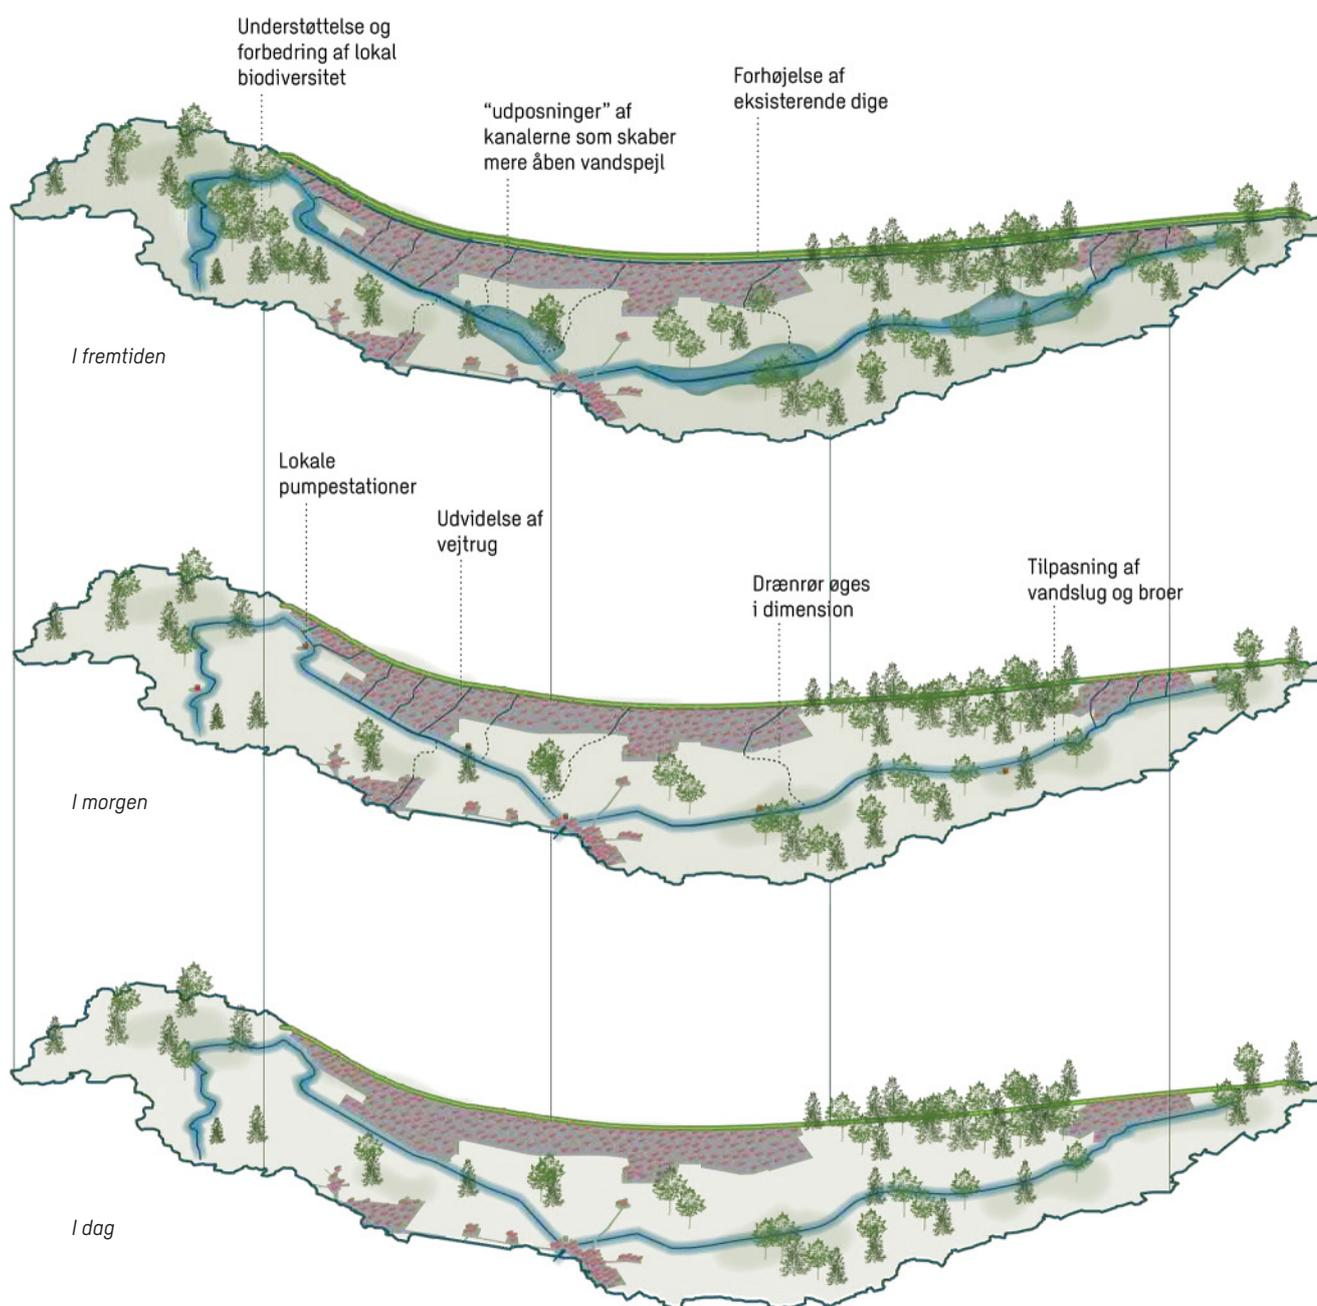 Understøttelse og
forbedring af lokal
biodiversitet
“udposninger” af
kanalerne som skaber
mere åben vandspejl
Forhøjelse af
eksisterende dige
I fremtiden
Lokale
pumpestationer
Udvidelse af
vejtrug
Drænrør øges
i dimension
Tilpasning af
vandslug og broer
I morgen
I dag